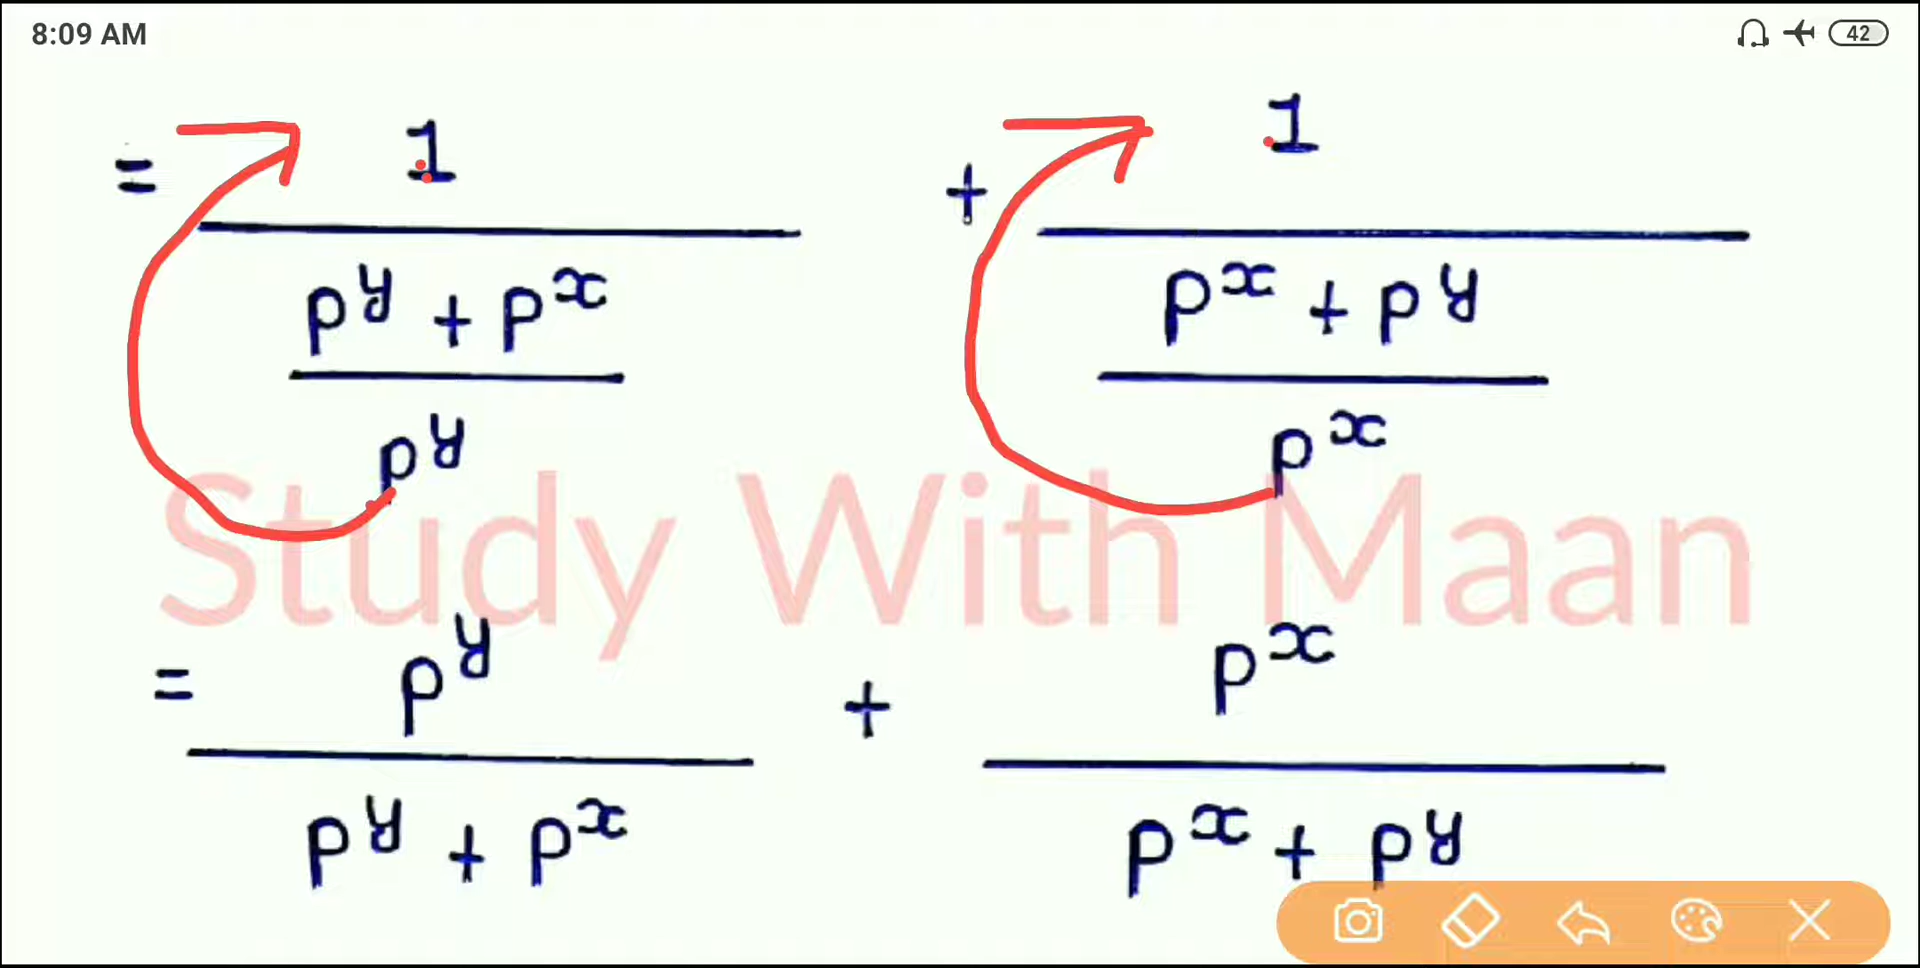 8:09 AM 42
= 1 + 1
p^y + p^x p^x + p^y
p^y p^x
Study With Maan
= p^y + p^x
p^y + p^x p^x + p^y